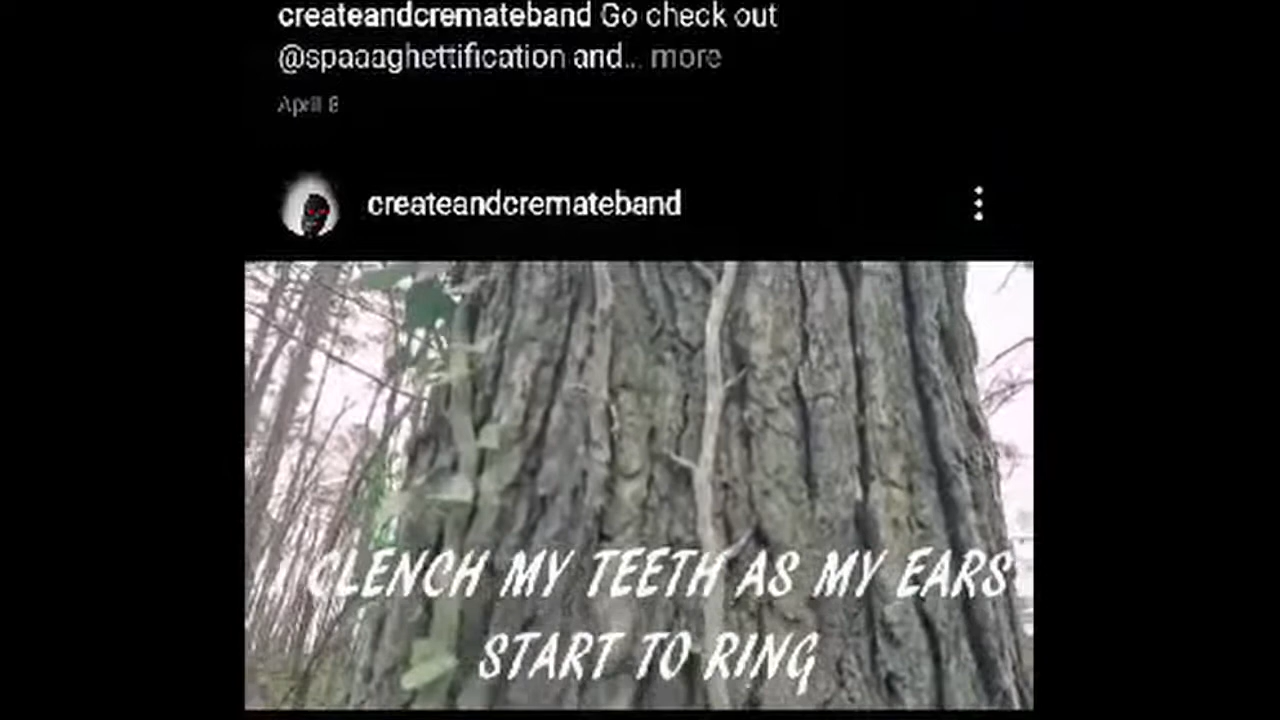 createandcremateband Go check out
@spaaaghettification and... more
April 8
createandcremateband
I CLENCH MY TEETH AS MY EARS
START TO RING